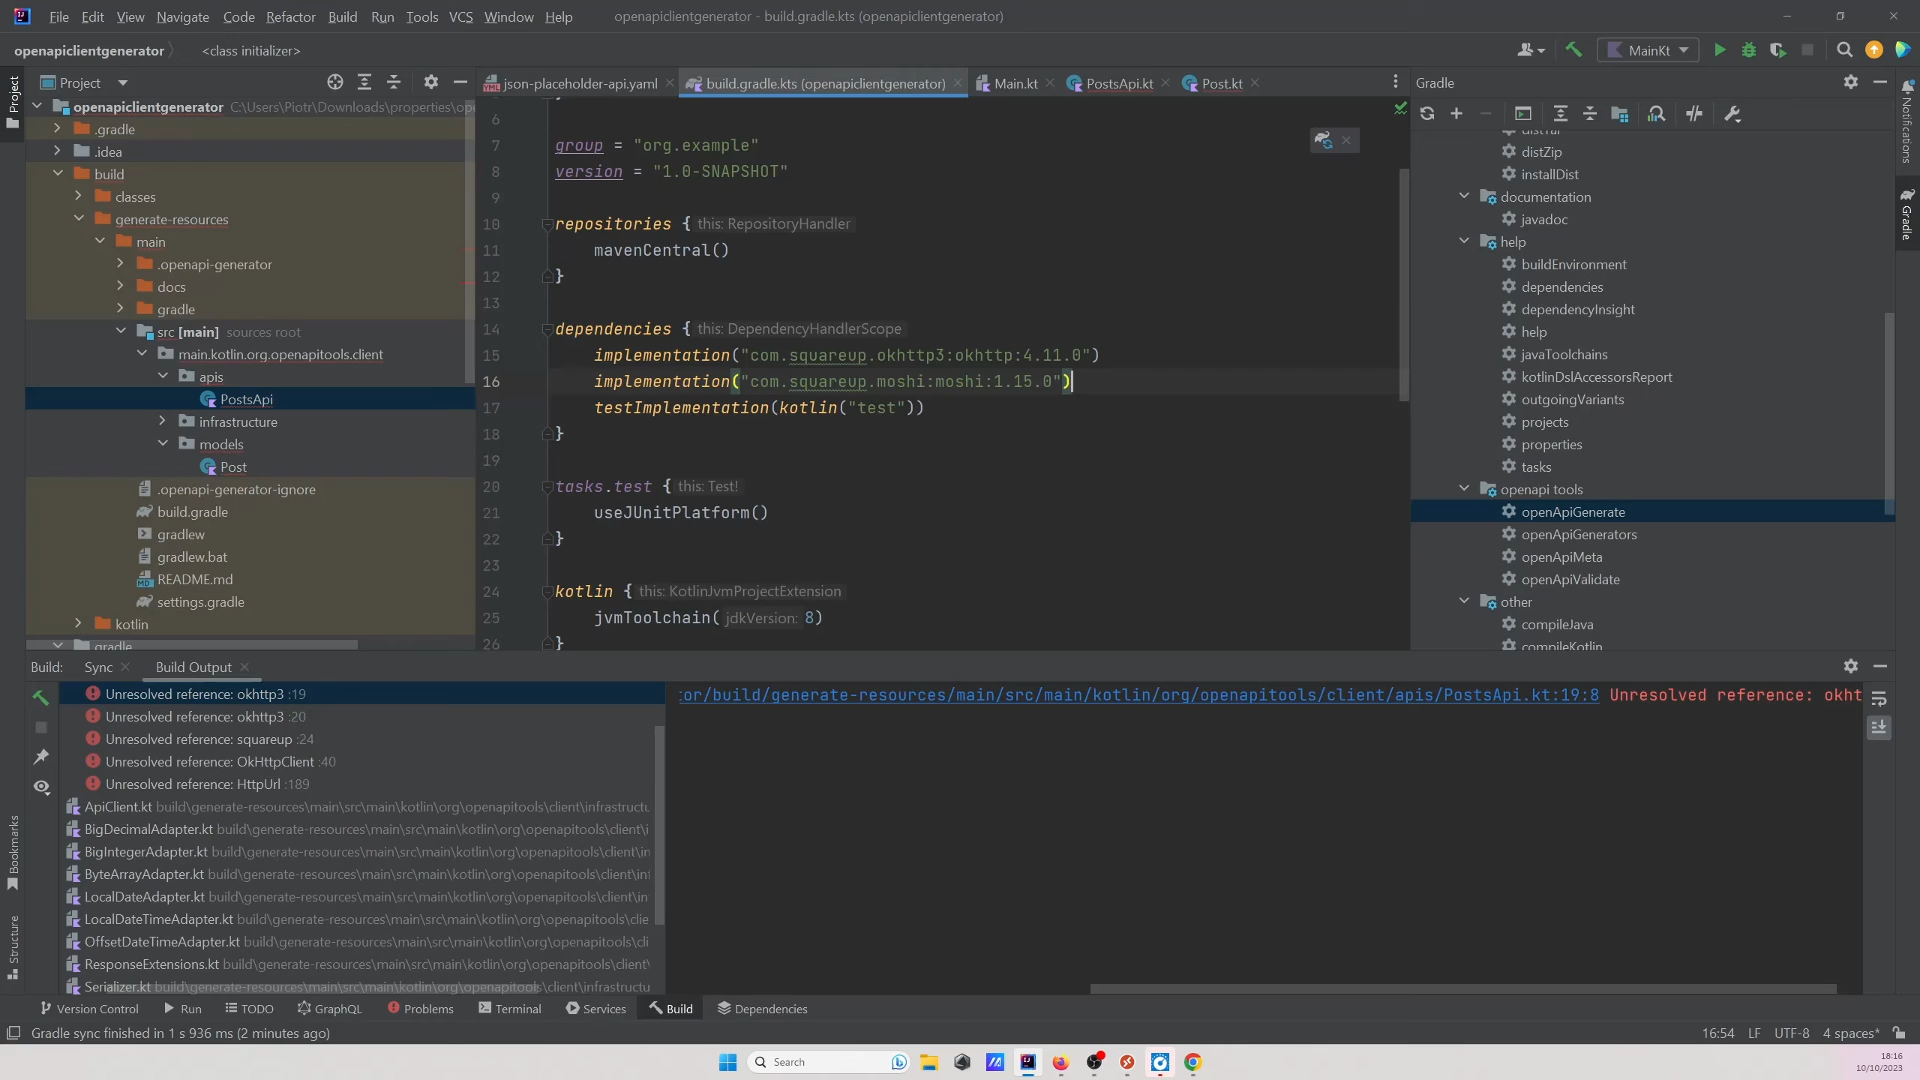 File Edit View Navigate Code Refactor Build Run Tools VCS Window Help
openapiclientgenerator - build.gradle.kts (openapiclientgenerator)
openapiclientgenerator
<class initializer>
MainKt
Project
Project
json-placeholder-api.yaml
build.gradle.kts (openapiclientgenerator)
Main.kt
PostsApi.kt
Post.kt
Gradle
Notifications
Gradle
openapiclientgenerator C:\Users\Piotr\Downloads\properties\op
.gradle
.idea
build
classes
generate-resources
main
.openapi-generator
docs
gradle
src [main] sources root
main.kotlin.org.openapitools.client
apis
PostsApi
infrastructure
models
Post
.openapi-generator-ignore
build.gradle
gradlew
gradlew.bat
README.md
settings.gradle
kotlin
gradle
6
7 group = "org.example"
8 version = "1.0-SNAPSHOT"
9
10 repositories { this: RepositoryHandler
11 mavenCentral()
12 }
13
14 dependencies { this: DependencyHandlerScope
15 implementation("com.squareup.okhttp3:okhttp:4.11.0")
16 implementation("com.squareup.moshi:moshi:1.15.0")
17 testImplementation(kotlin("test"))
18 }
19
20 tasks.test { this: Test!
21 useJUnitPlatform()
22 }
23
24 kotlin { this: KotlinJvmProjectExtension
25 jvmToolchain( jdkVersion: 8)
26 }
distTar
distZip
installDist
documentation
javadoc
help
buildEnvironment
dependencies
dependencyInsight
help
javaToolchains
kotlinDslAccessorsReport
outgoingVariants
projects
properties
tasks
openapi tools
openApiGenerate
openApiGenerators
openApiMeta
openApiValidate
other
compileJava
compileKotlin
Build: Sync Build Output
Unresolved reference: okhttp3 :19
Unresolved reference: okhttp3 :20
Unresolved reference: squareup :24
Unresolved reference: OkHttpClient :40
Unresolved reference: HttpUrl :189
ApiClient.kt build\generate-resources\main\src\main\kotlin\org\openapitools\client\infrastructu
BigDecimalAdapter.kt build\generate-resources\main\src\main\kotlin\org\openapitools\client\i
BigIntegerAdapter.kt build\generate-resources\main\src\main\kotlin\org\openapitools\client\in
ByteArrayAdapter.kt build\generate-resources\main\src\main\kotlin\org\openapitools\client\in
LocalDateAdapter.kt build\generate-resources\main\src\main\kotlin\org\openapitools\client\in
LocalDateTimeAdapter.kt build\generate-resources\main\src\main\kotlin\org\openapitools\clie
OffsetDateTimeAdapter.kt build\generate-resources\main\src\main\kotlin\org\openapitools\cli
ResponseExtensions.kt build\generate-resources\main\src\main\kotlin\org\openapitools\client\
Serializer.kt build\generate-resources\main\src\main\kotlin\org\openapitools\client\infrastructu
or/build/generate-resources/main/src/main/kotlin/org/openapitools/client/apis/PostsApi.kt:19:8 Unresolved reference: okht
Bookmarks
Structure
Version Control Run TODO GraphQL Problems Terminal Services Build Dependencies
Gradle sync finished in 1 s 936 ms (2 minutes ago)
16:54 LF UTF-8 4 spaces*
Search
18:16
10/10/2023